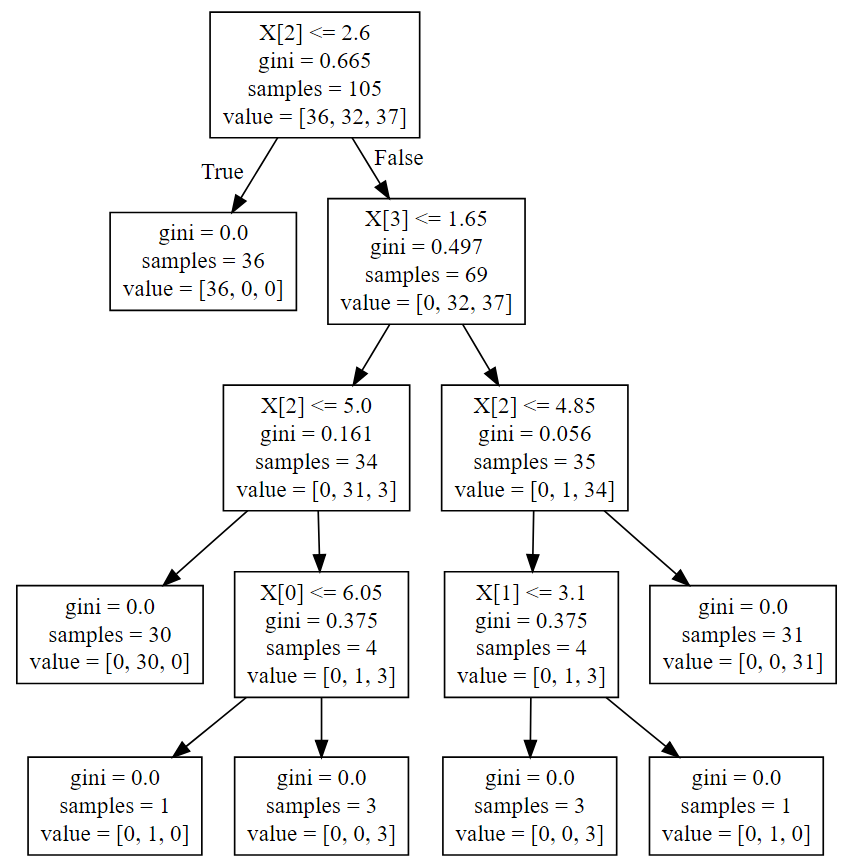 X[2] <= 2.6
gini = 0.665
samples = 105
value = [36, 32, 37]
True
False
gini = 0.0
samples = 36
value = [36, 0, 0]
X[3] <= 1.65
gini = 0.497
samples = 69
value = [0, 32, 37]
X[2] <= 5.0
gini = 0.161
samples = 34
value = [0, 31, 3]
X[2] <= 4.85
gini = 0.056
samples = 35
value = [0, 1, 34]
gini = 0.0
samples = 30
value = [0, 30, 0]
X[0] <= 6.05
gini = 0.375
samples = 4
value = [0, 1, 3]
X[1] <= 3.1
gini = 0.375
samples = 4
value = [0, 1, 3]
gini = 0.0
samples = 31
value = [0, 0, 31]
gini = 0.0
samples = 1
value = [0, 1, 0]
gini = 0.0
samples = 3
value = [0, 0, 3]
gini = 0.0
samples = 3
value = [0, 0, 3]
gini = 0.0
samples = 1
value = [0, 1, 0]